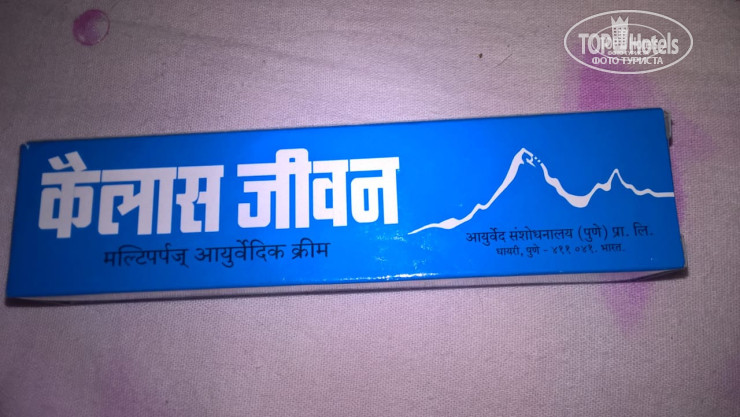 TOP Hotels
ФОТО ТУРИСТА
कैलास जीवन
मल्टिपर्पज् आयुर्वेदिक क्रीम
आयुर्वेद संशोधनालय (पुणे) प्रा. लि.
धायरी, पुणे - ४११ ०४१. भारत.